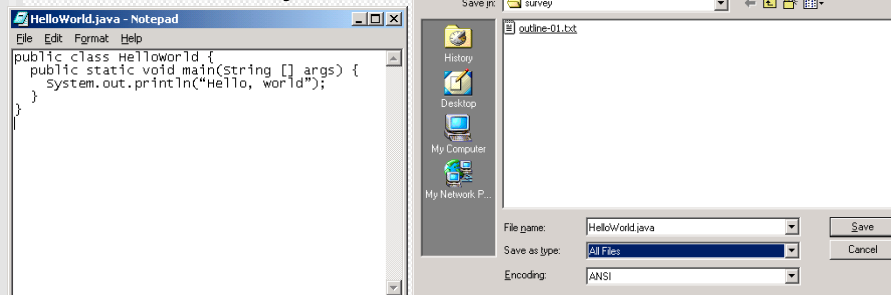 HelloWorld.java - Notepad
File Edit Format Help
public class HelloWorld {
  public static void main(String [] args) {
    System.out.println(“Hello, world”);
  }
}
Save in: survey
outline-01.txt
History
Desktop
My Computer
My Network P...
File name: HelloWorld.java Save
Save as type: All Files Cancel
Encoding: ANSI